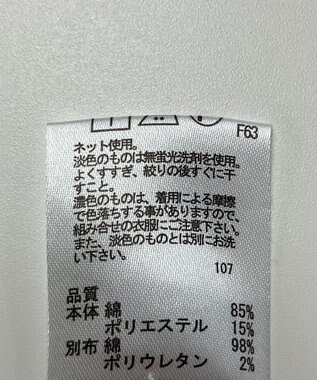 F63
ネット使用。
淡色のものは無蛍光洗剤を使用。
よくすすぎ、絞りの後すぐに干
すこと。
濃色のものは、着用による摩擦
で色落ちする事がありますので、
組み合せの衣服にご注意下さい。
また、淡色のものとは別にお洗
い下さい。
107
品質
本体 綿 85%
ポリエステル 15%
別布 綿 98%
ポリウレタン 2%